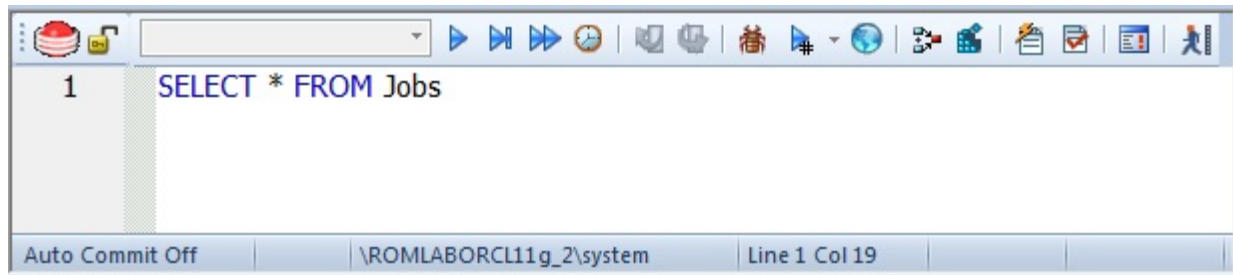 1 SELECT * FROM Jobs
Auto Commit Off \ROMLABORCL11g_2\system Line 1 Col 19